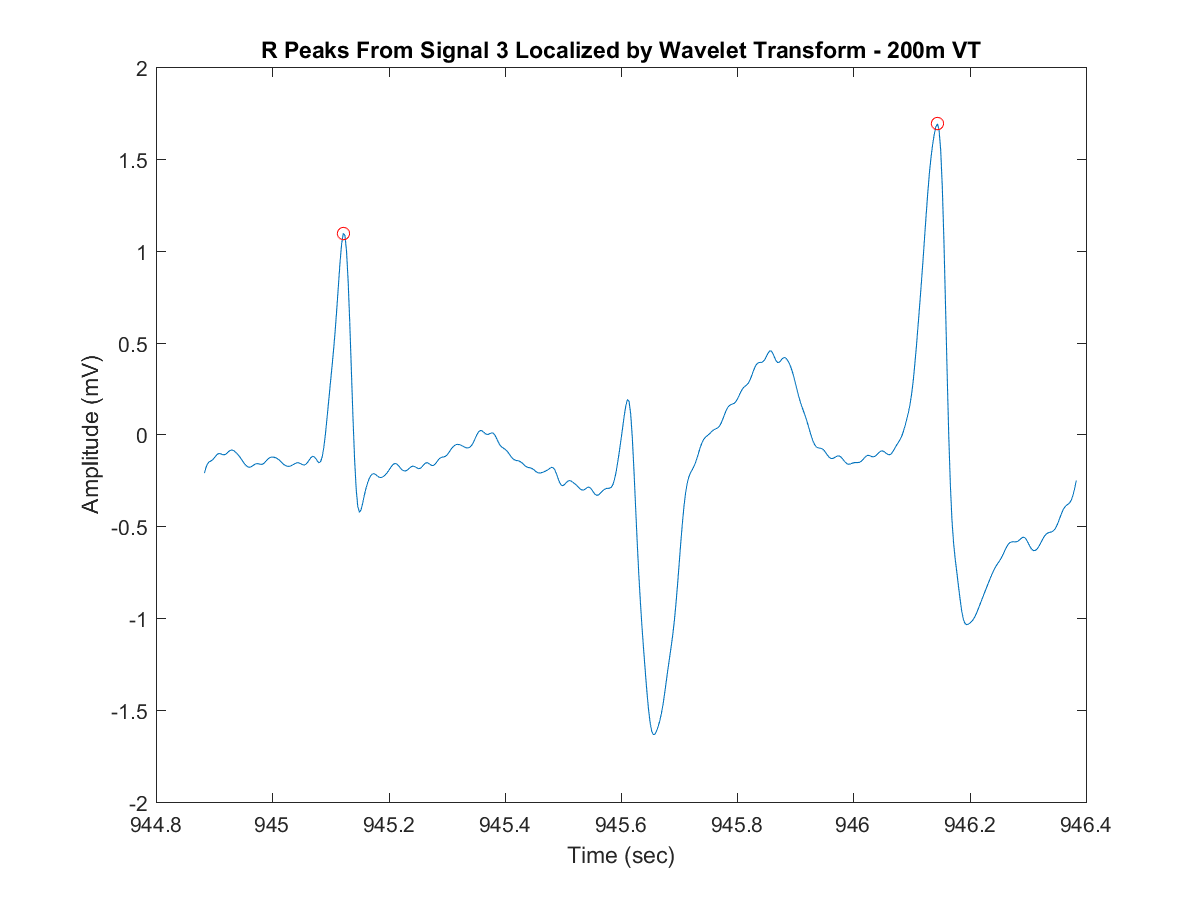 R Peaks From Signal 3 Localized by Wavelet Transform - 200m VT
2
1.5
1
0.5
0
-0.5
-1
-1.5
-2
Amplitude (mV)
944.8 945 945.2 945.4 945.6 945.8 946 946.2 946.4
Time (sec)